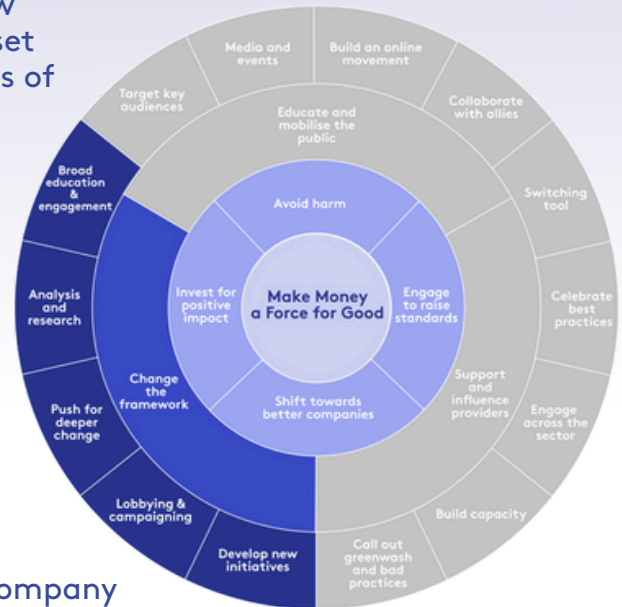 w
set
s of
Media and
events
Build an online
movement
Target key
audiences
Collaborate
with allies
Educate and
mobilise the
public
Broad
education
&
engagement
Switching
tool
Avoid harm
Analysis
and
research
Invest for
positive
impact
Make Money
a Force for Good
Engage
to raise
standards
Celebrate
best
practices
Change
the
framework
Shift towards
better companies
Support
and
influence
providers
Push for
deeper
change
Engage
across the
sector
Lobbying &
campaigning
Build capacity
Develop new
initiatives
Call out
greenwash
and bad
practices
ompany